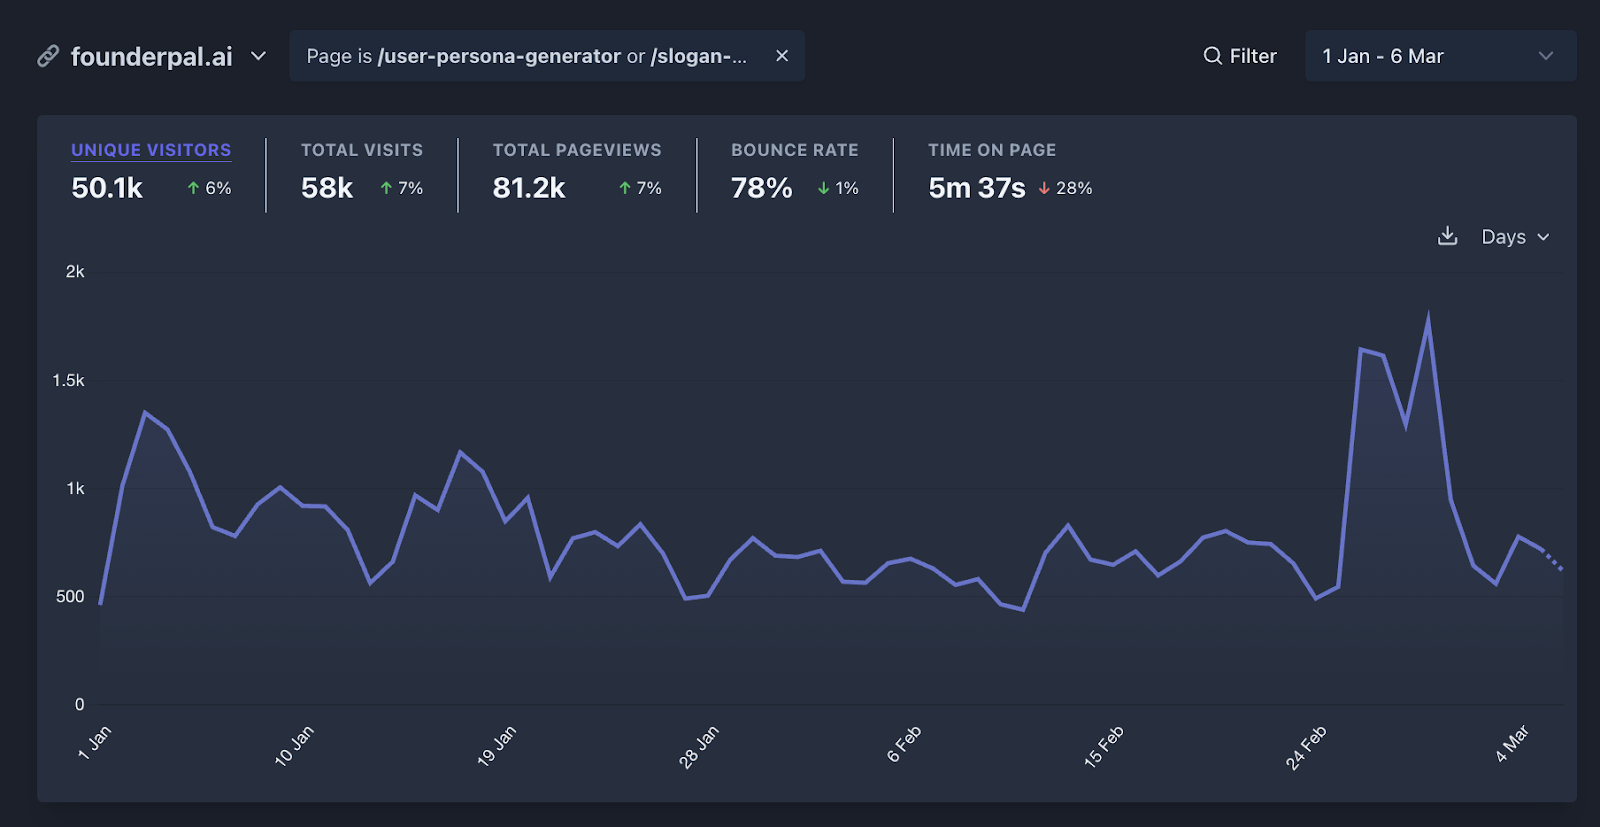 founderpal.ai
Page is /user-persona-generator or /slogan-...
Filter
1 Jan - 6 Mar
UNIQUE VISITORS
50.1k ↑ 6%
TOTAL VISITS
58k ↑ 7%
TOTAL PAGEVIEWS
81.2k ↑ 7%
BOUNCE RATE
78% ↓ 1%
TIME ON PAGE
5m 37s ↓ 28%
Days
2k
1.5k
1k
500
0
1 Jan
10 Jan
19 Jan
28 Jan
6 Feb
15 Feb
24 Feb
4 Mar